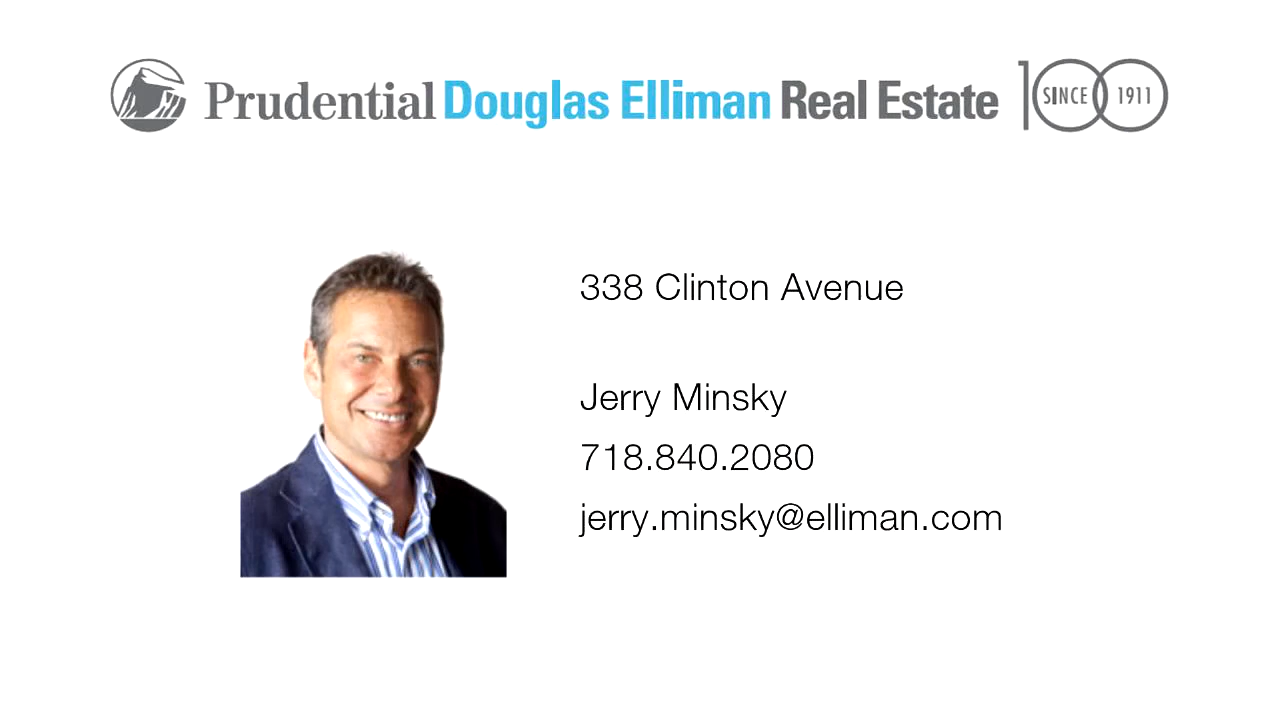 Prudential Douglas Elliman Real Estate 100 SINCE 1911
338 Clinton Avenue
Jerry Minsky
718.840.2080
jerry.minsky@elliman.com